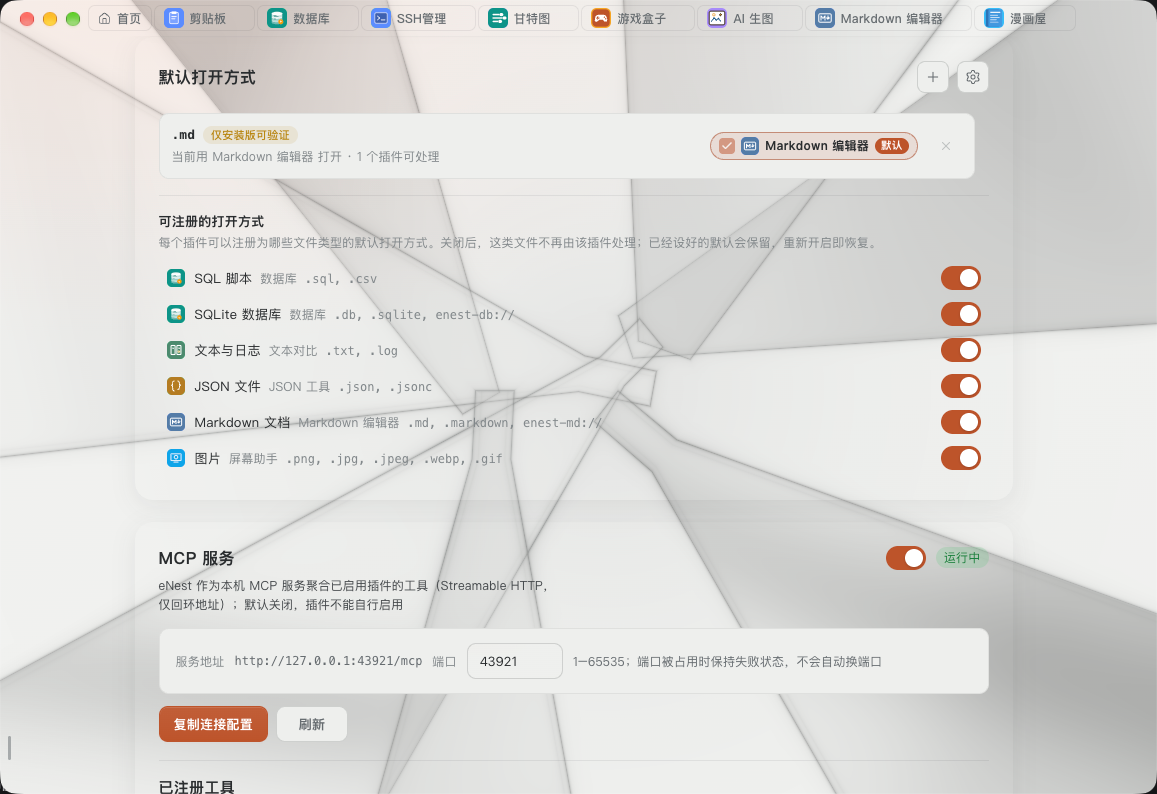 首页 剪贴板 数据库 SSH管理 甘特图 游戏盒子 AI 生图 Markdown 编辑器 漫画屋
默认打开方式
.md 仅安装版可验证
当前用 Markdown 编辑器 打开 · 1 个插件可处理
Markdown 编辑器 默认
可注册的打开方式
每个插件可以注册为哪些文件类型的默认打开方式。关闭后，这类文件不再由该插件处理；已经设好的默认会保留，重新开启即恢复。
SQL 脚本 数据库 .sql, .csv
SQLite 数据库 数据库 .db, .sqlite, enest-db://
文本与日志 文本对比 .txt, .log
JSON 文件 JSON 工具 .json, .jsonc
Markdown 文档 Markdown 编辑器 .md, .markdown, enest-md://
图片 屏幕助手 .png, .jpg, .jpeg, .webp, .gif
MCP 服务 运行中
eNest 作为本机 MCP 服务聚合已启用插件的工具（Streamable HTTP，
仅回环地址）；默认关闭，插件不能自行启用
服务地址 http://127.0.0.1:43921/mcp 端口 43921 1—65535；端口被占用时保持失败状态，不会自动换端口
复制连接配置 刷新
已注册工具